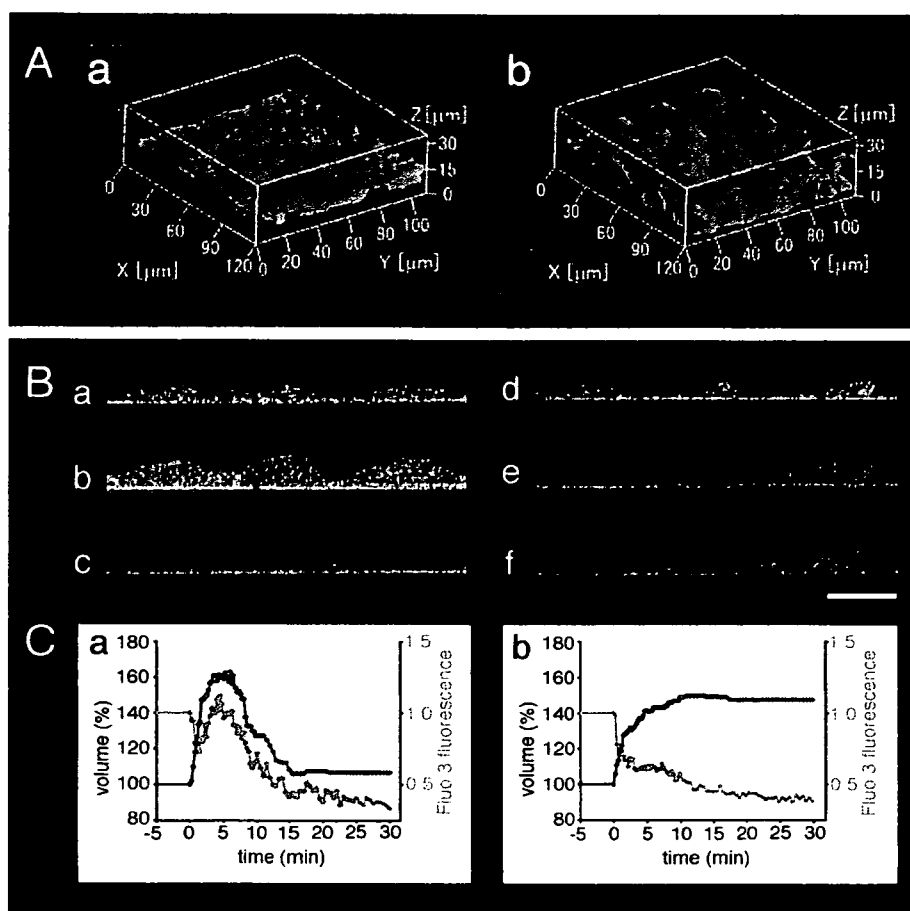 A
a
Z [µm]
30
15
0
0
30
60
90
120
X [µm]
0
20
40
60
80
100
Y [µm]
b
Z [µm]
30
15
0
0
30
60
90
120
X [µm]
0
20
40
60
80
100
Y [µm]
B
a
b
c
d
e
f
C
a
180
160
140
120
100
80
volume (%)
1.5
1.0
0.5
Fluo 3 fluorescence
-5 0 5 10 15 20 25 30
time (min)
b
180
160
140
120
100
80
volume (%)
1.5
1.0
0.5
Fluo 3 fluorescence
-5 0 5 10 15 20 25 30
time (min)